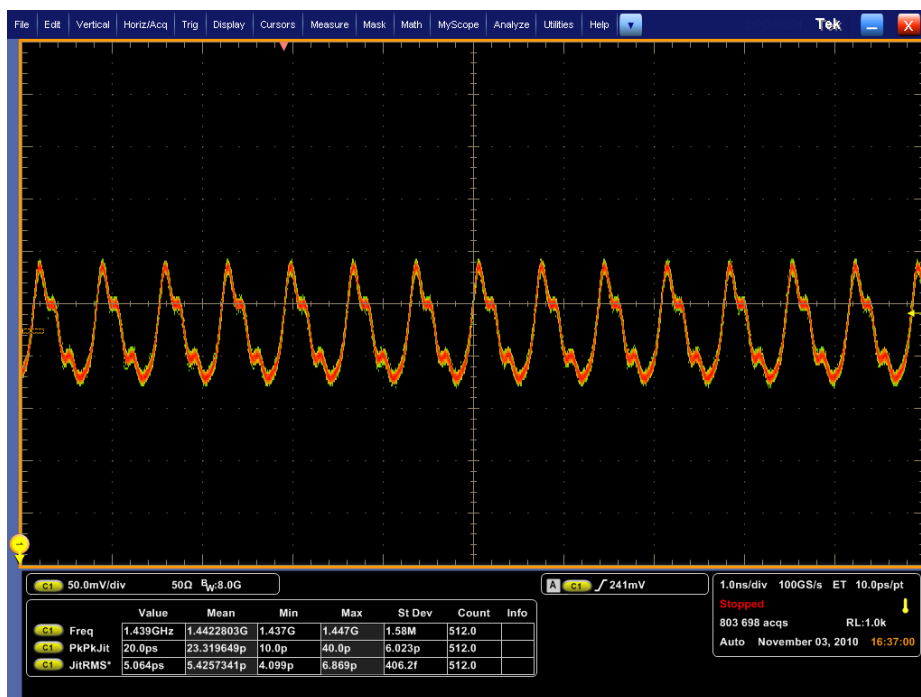 File Edit Vertical Horiz/Acq Trig Display Cursors Measure Mask Math MyScope Analyze Utilities Help Tek X
C1 50.0mV/div 50Ω BW:8.0G
A C1 241mV
1.0ns/div 100GS/s ET 10.0ps/pt
Stopped
803 698 acqs RL:1.0k
Auto November 03, 2010 16:37:00
Value Mean Min Max St Dev Count Info
C1 Freq 1.439GHz 1.4422803G 1.437G 1.447G 1.58M 512.0
C1 PkPkJit 20.0ps 23.319649p 10.0p 40.0p 6.023p 512.0
C1 JitRMS* 5.064ps 5.4257341p 4.099p 6.869p 406.2f 512.0